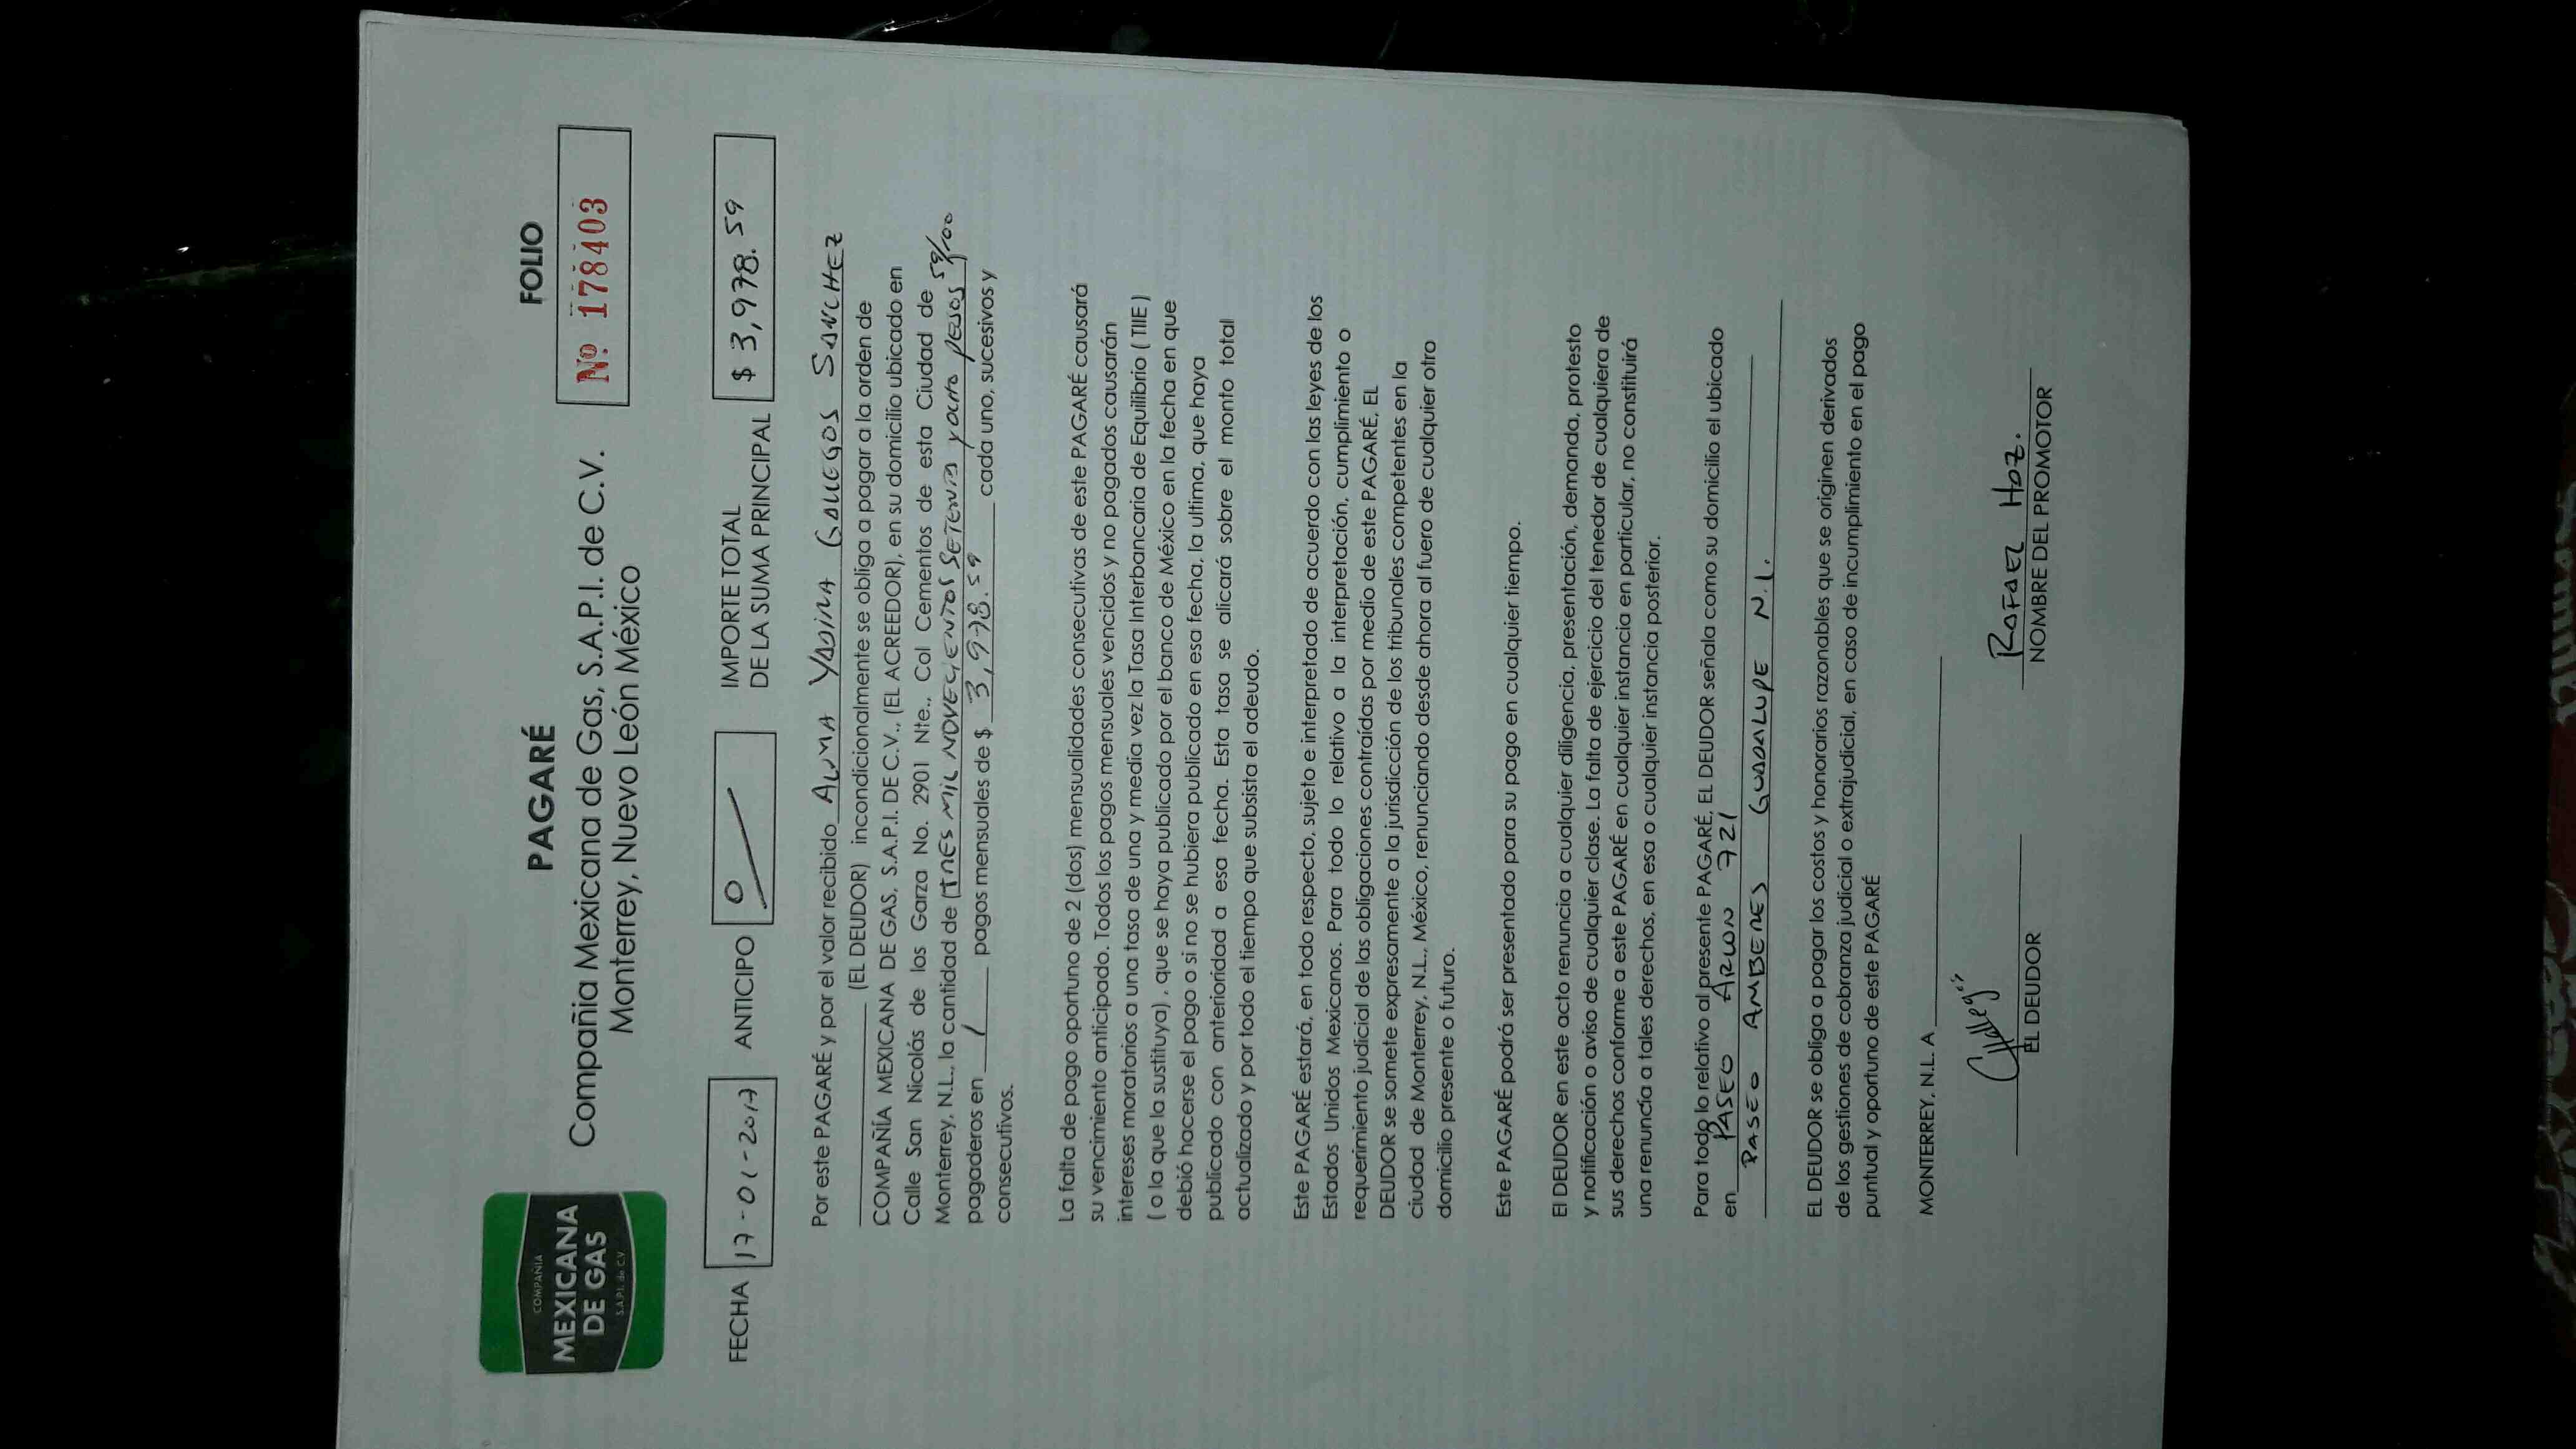 COMPAÑIA
MEXICANA
DE GAS
S.A.P.I. de C.V.
PAGARÉ
Compañia Mexicana de Gas, S.A.P.I. de C.V.
Monterrey, Nuevo León México
FOLIO
Nº 178403
FECHA 17-01-2017 ANTICIPO 0 IMPORTE TOTAL
DE LA SUMA PRINCIPAL $ 3,978.59
Por este PAGARÉ y por el valor recibido ALMA YADIRA GALLEGOS SANCHEZ
(EL DEUDOR) incondicionalmente se obliga a pagar a la orden de
COMPAÑÍA MEXICANA DE GAS, S.A.P.I. DE C.V., (EL ACREEDOR), en su domicilio ubicado en
Calle San Nicolás de los Garza No. 2901 Nte., Col Cementos de esta Ciudad de
Monterrey, N.L., la cantidad de (TRES MIL NOVECIENTOS SETENTA Y OCHO PESOS 59/100
pagaderos en 1 pagos mensuales de $ 3,978.59 cada uno, sucesivos y
consecutivos.
La falta de pago oportuno de 2 (dos) mensualidades consecutivas de este PAGARÉ causará
su vencimiento anticipado. Todos los pagos mensuales vencidos y no pagados causarán
intereses moratorios a una tasa de una y media vez la Tasa Interbancaria de Equilibrio ( TIIE )
( o la que la sustituya) , que se haya publicado por el banco de México en la fecha en que
debió hacerse el pago o si no se hubiera publicado en esa fecha, la ultima, que haya
publicado con anterioridad a esa fecha. Esta tasa se alicará sobre el monto total
actualizado y por todo el tiempo que subsista el adeudo.
Este PAGARÉ estará, en todo respecto, sujeto e interpretado de acuerdo con las leyes de los
Estados Unidos Mexicanos. Para todo lo relativo a la interpretación, cumplimiento o
requerimiento judicial de las obligaciones contraídas por medio de este PAGARÉ, EL
DEUDOR se somete expresamente a la jurisdicción de los tribunales competentes en la
ciudad de Monterrey, N.L., México, renunciando desde ahora al fuero de cualquier otro
domicilio presente o futuro.
Este PAGARÉ podrá ser presentado para su pago en cualquier tiempo.
El DEUDOR en este acto renuncia a cualquier diligencia, presentación, demanda, protesto
y notificación o aviso de cualquier clase. La falta de ejercicio del tenedor de cualquiera de
sus derechos conforme a este PAGARÉ en cualquier instancia en particular, no constituirá
una renuncía a tales derechos, en esa o cualquier instancia posterior.
Para todo lo relativo al presente PAGARÉ, EL DEUDOR señala como su domicilio el ubicado
en PASEO ARLON 721
PASEO AMBERES GUADALUPE N.L.
EL DEUDOR se obliga a pagar los costos y honorarios razonables que se originen derivados
de los gestiones de cobranza judicial o extrajudicial, en caso de incumplimiento en el pago
puntual y oportuno de este PAGARÉ
MONTERREY, N.L. A
EL DEUDOR
RAFAEL HDZ.
NOMBRE DEL PROMOTOR